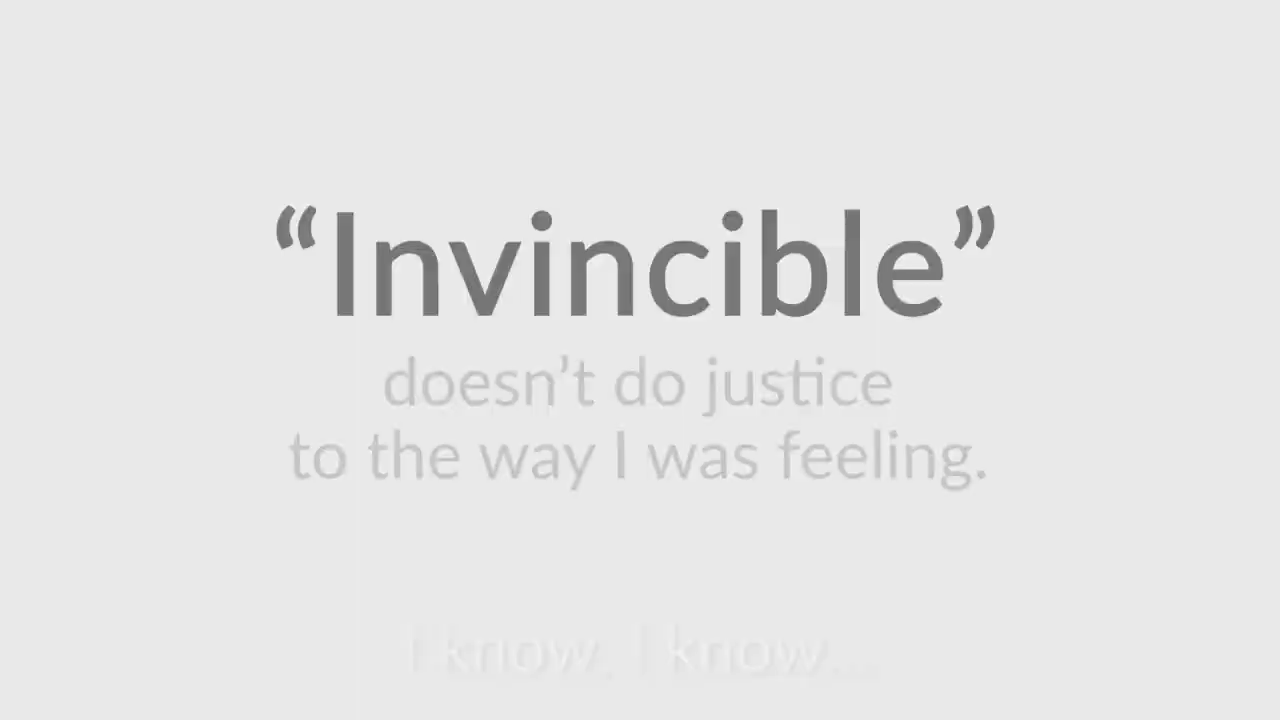 “Invincible”
doesn’t do justice
to the way I was feeling.
I know, I know...